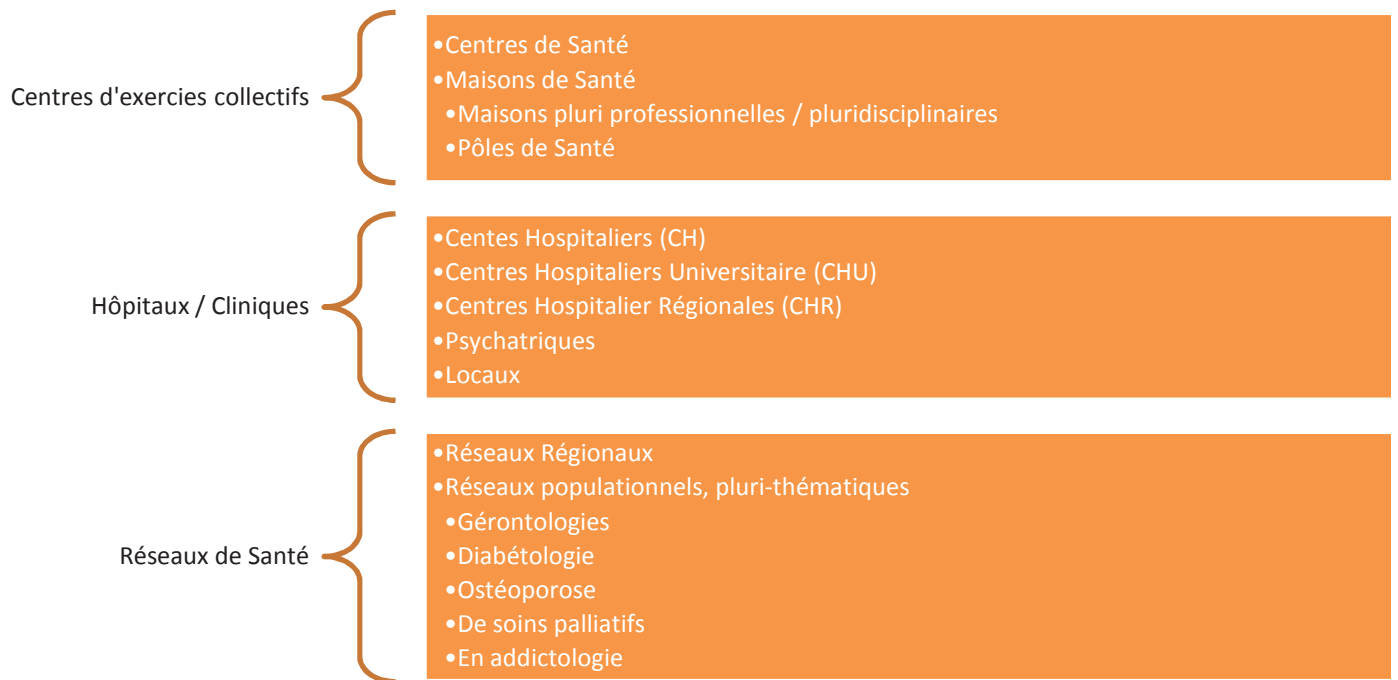 Centres d'exercies collectifs
•Centres de Santé
•Maisons de Santé
•Maisons pluri professionnelles / pluridisciplinaires
•Pôles de Santé
Hôpitaux / Cliniques
•Centes Hospitaliers (CH)
•Centres Hospitaliers Universitaire (CHU)
•Centres Hospitalier Régionales (CHR)
•Psychatriques
•Locaux
Réseaux de Santé
•Réseaux Régionaux
•Réseaux populationnels, pluri-thématiques
•Gérontologies
•Diabétologie
•Ostéoporose
•De soins palliatifs
•En addictologie